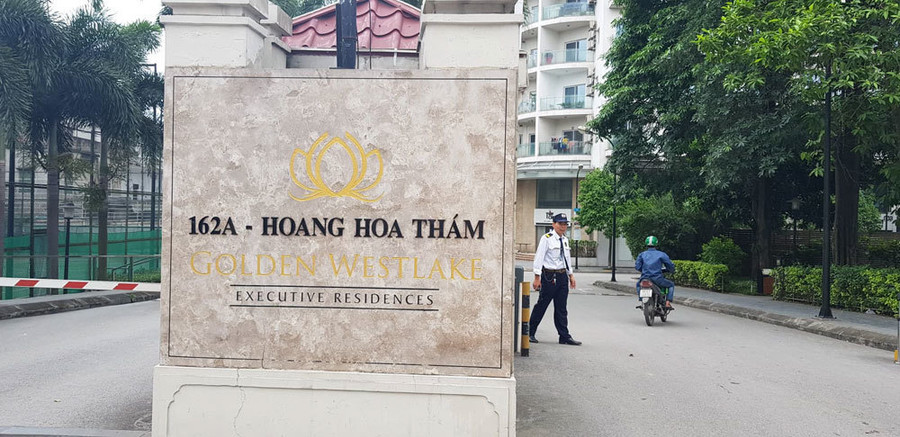 162A - HOANG HOA THÁM
GOLDEN WESTLAKE
EXECUTIVE RESIDENCES